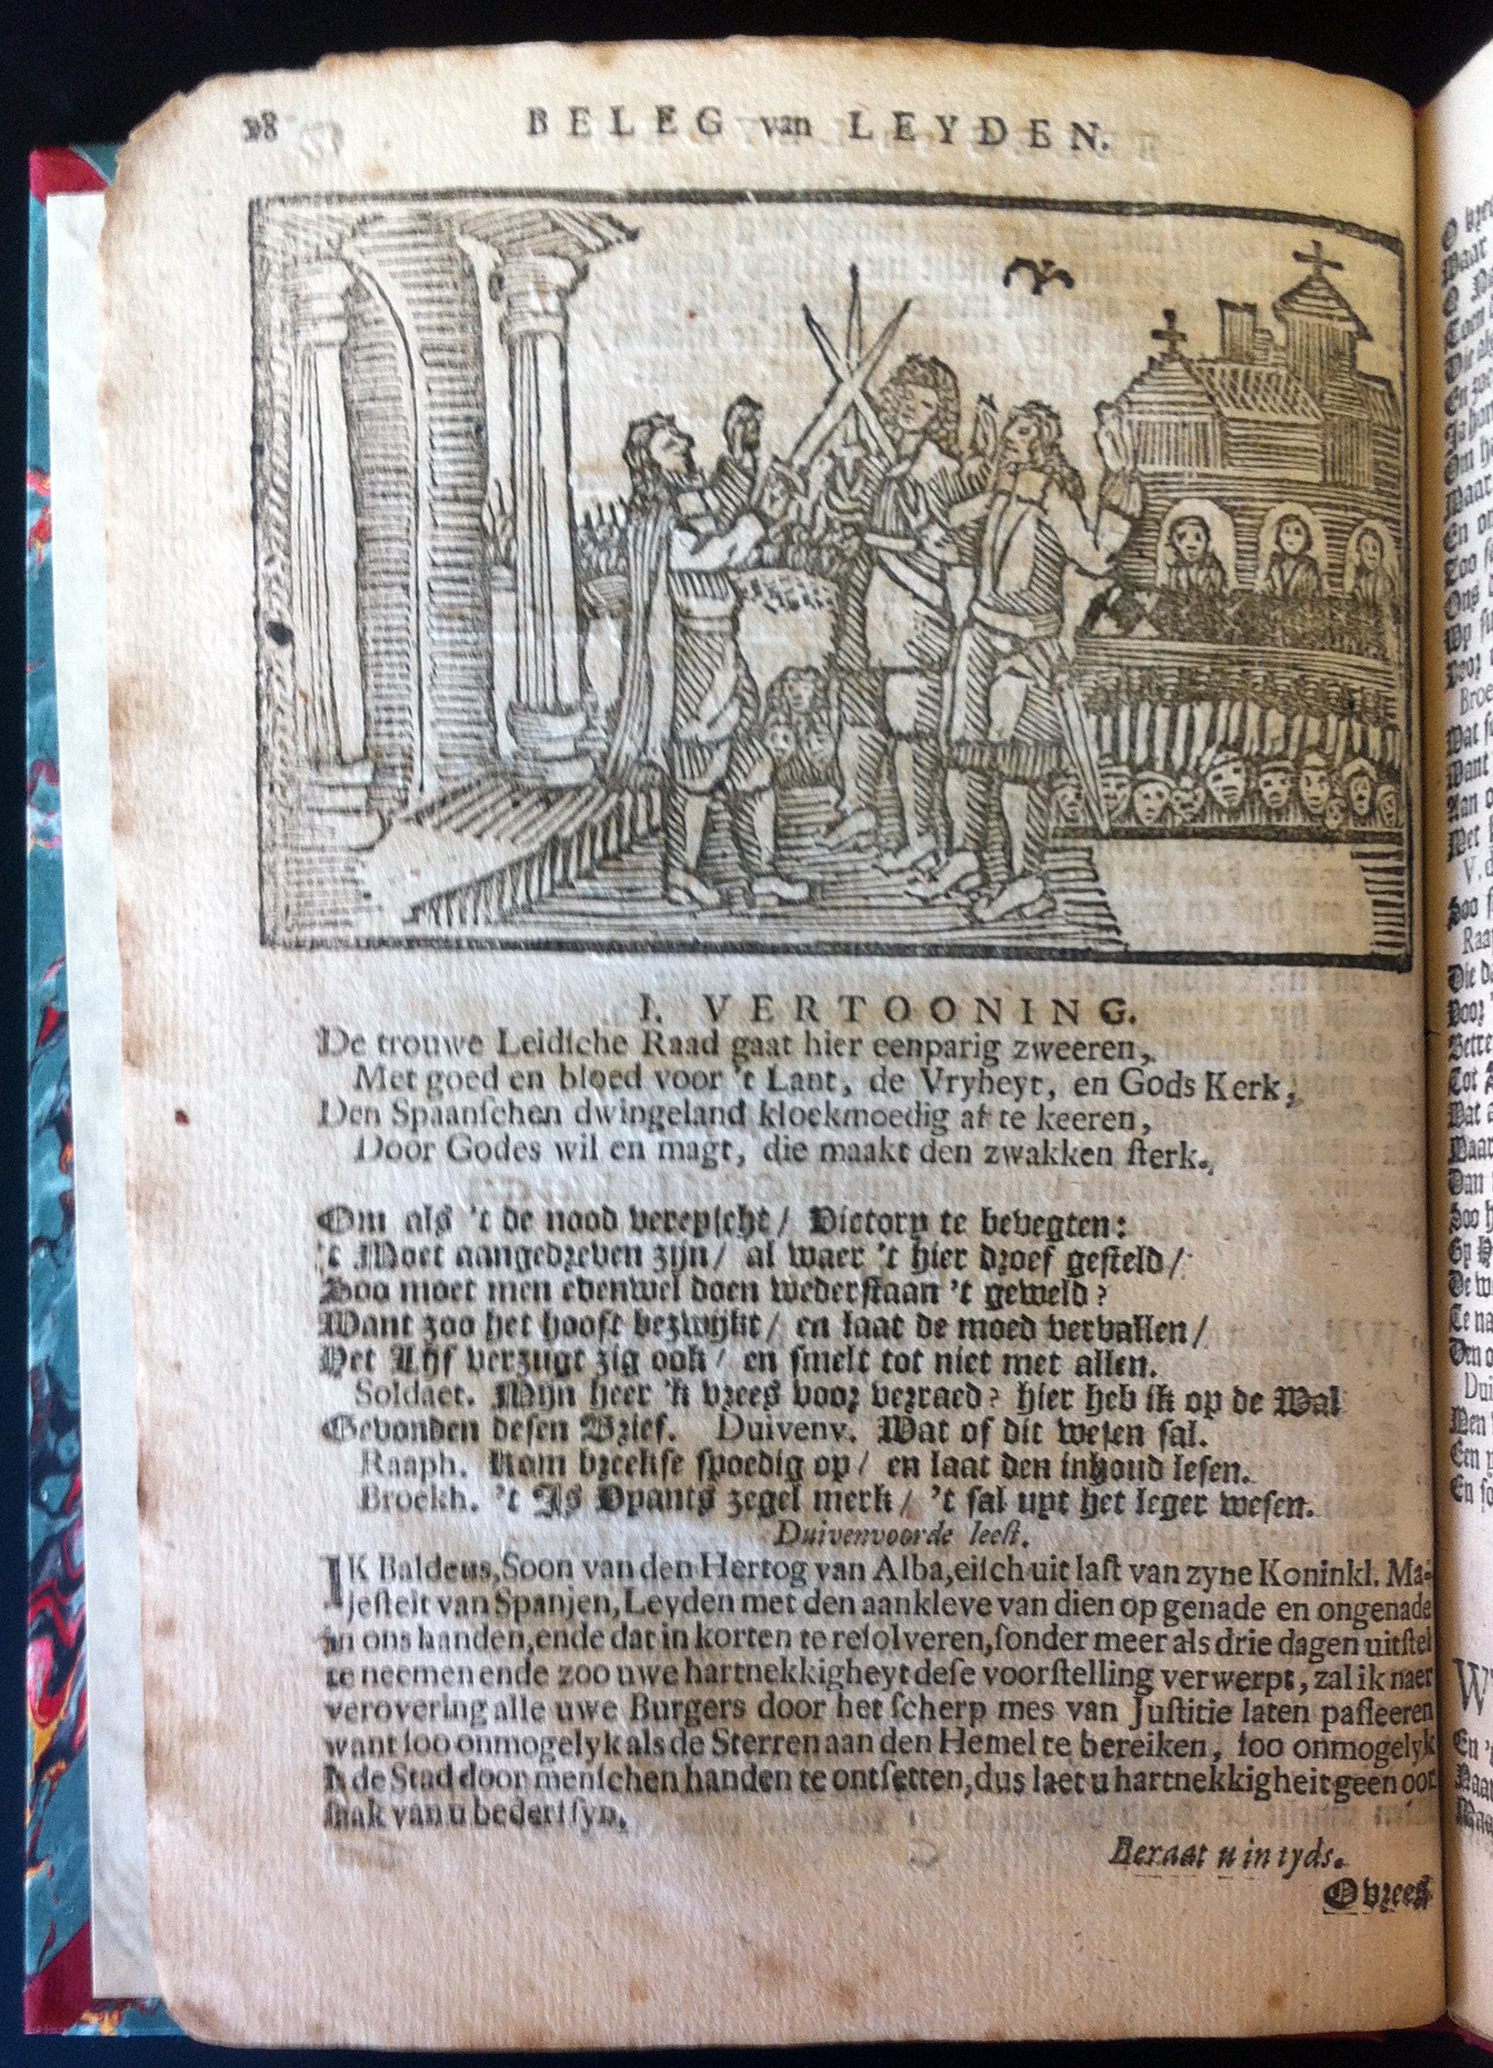 28 BELEG van LEYDEN.
I. VERTOONING.
De trouwe Leidſche Raad gaat hier eenparig zweeren,
Met goed en bloed voor 't Lant, de Vryheyt, en Gods Kerk,
Den Spaanſchen dwingeland kloekmoedig af te keeren,
Door Godes wil en magt, die maakt den zwakken ſterk.
Om als 't de nood vereyſcht / Victory te bevegten:
't Moet aangedreven zijn / al waer 't hier droef geſteld /
Soo moet men evenwel doen wederſtaan 't geweld?
Want zoo het hooft bezwijkt / en laat de moed vervallen /
Het Lijf verzugt zig ook / en ſmelt tot niet met allen.
Soldaet. Mijn heer 'k vrees voor verraed? hier heb ik op de Wal
Gevonden deſen Brief. Duivenv. Wat of dit weſen ſal.
Raaph. Kom breekſe ſpoedig op / en laat den inhoud leſen.
Broekh. 't Is Opants zegel merk / 't ſal uyt het leger weſen.
Duivenvoorde leeſt.
IK Baldeus, Soon van den Hertog van Alba, eiſch uit laſt van zyne Koninkl. Ma-
jeſteit van Spanjen, Leyden met den aankleve van dien op genade en ongenade
in ons handen, ende dat in korten te reſolveren, ſonder meer als drie dagen uitſtel
te neemen ende zoo uwe hartnekkigheyt deſe voorſtelling verwerpt, zal ik naer
verovering alle uwe Burgers door het ſcherp mes van Juſtitie laten paſſeeren
want ſoo onmogelyk als de Sterren aan den Hemel te bereiken, ſoo onmogelyk
is de Stad door menſchen handen te ontſetten, dus laet u hartnekkigheit geen oor
ſaak van u bederf ſyn.
Beraat u in tyds.
O vrees